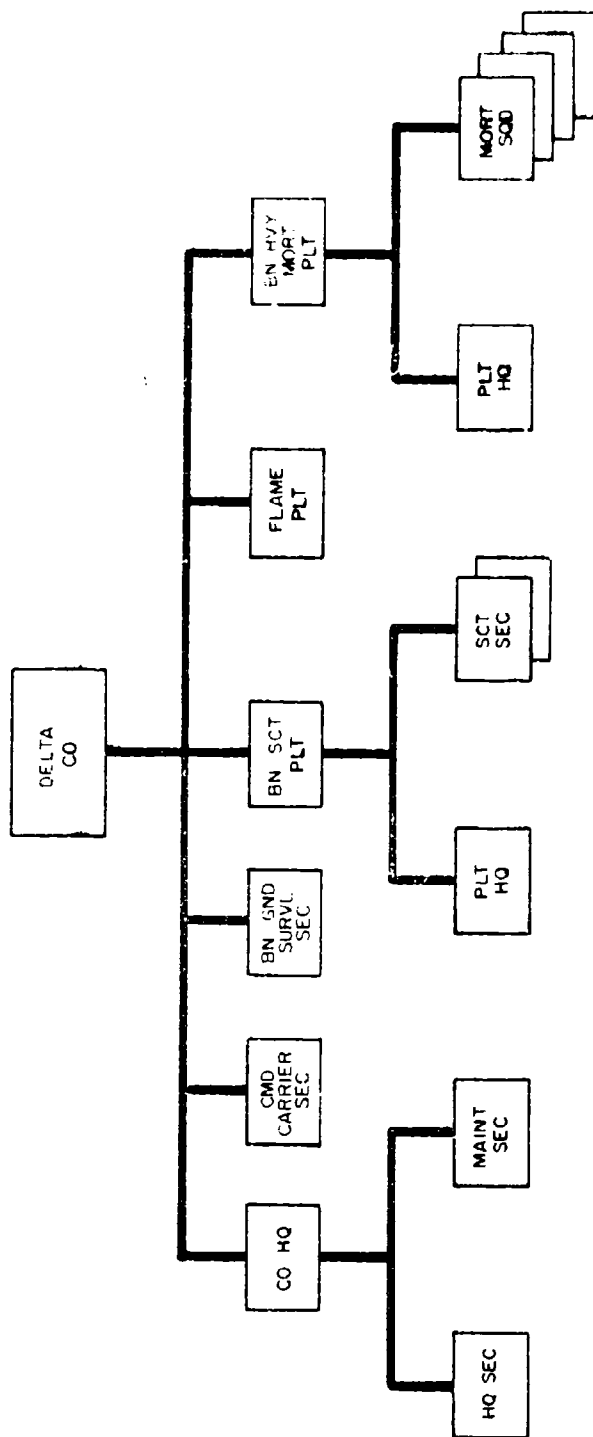 DELTA
CO
CO HQ
CMD
CARRIER
SEC
BN GND
SURVL
SEC
BN SCT
PLT
FLAME
PLT
BN HVY
MORT
PLT
HQ SEC
MAINT
SEC
PLT
HQ
SCT
SEC
PLT
HQ
MORT
SQD